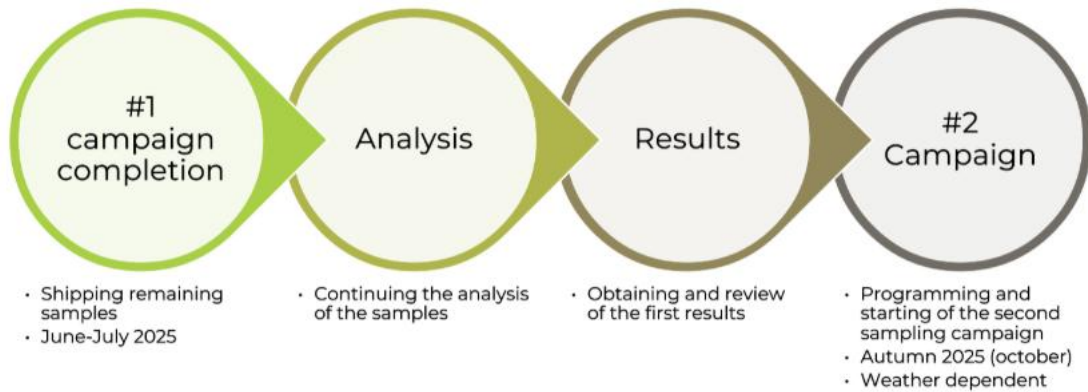 #1
campaign
completion
Analysis
Results
#2
Campaign
• Shipping remaining
samples
• June-July 2025
• Continuing the analysis
of the samples
• Obtaining and review
of the first results
• Programming and
starting of the second
sampling campaign
• Autumn 2025 (october)
• Weather dependent